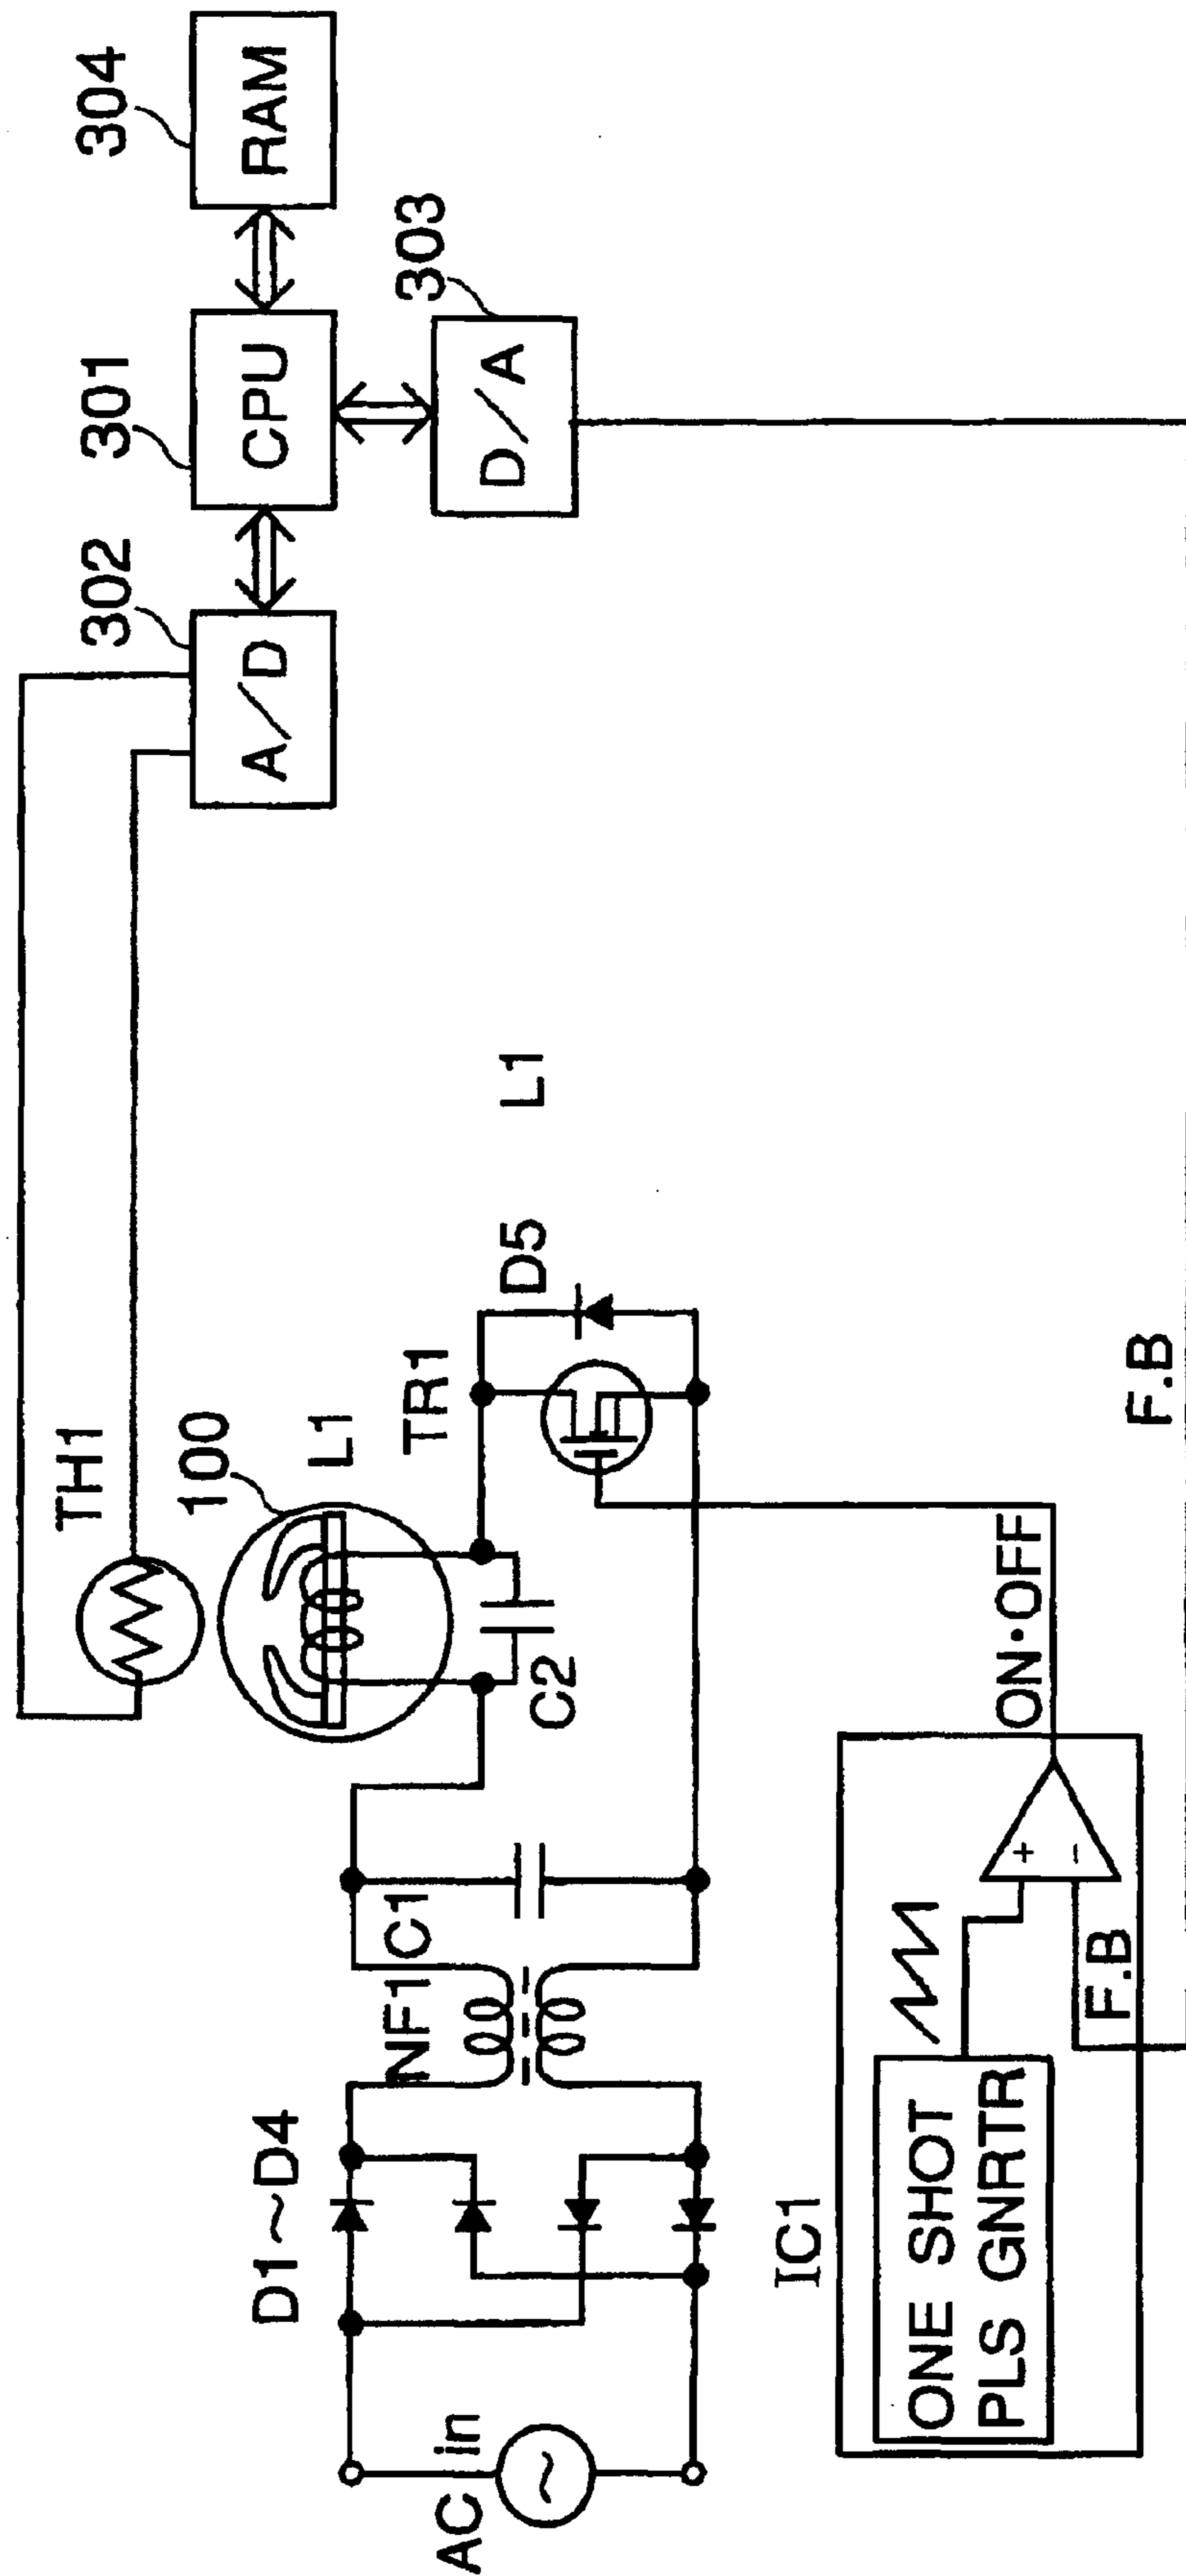 TH1
100
L1
302
A/D
301
CPU
304
RAM
303
D/A
AC in
D1~D4
NF1
C1
C2
TR1
D5
L1
IC1
ONE SHOT
PLS GNRTR
+
-
F.B
ON·OFF
F.B